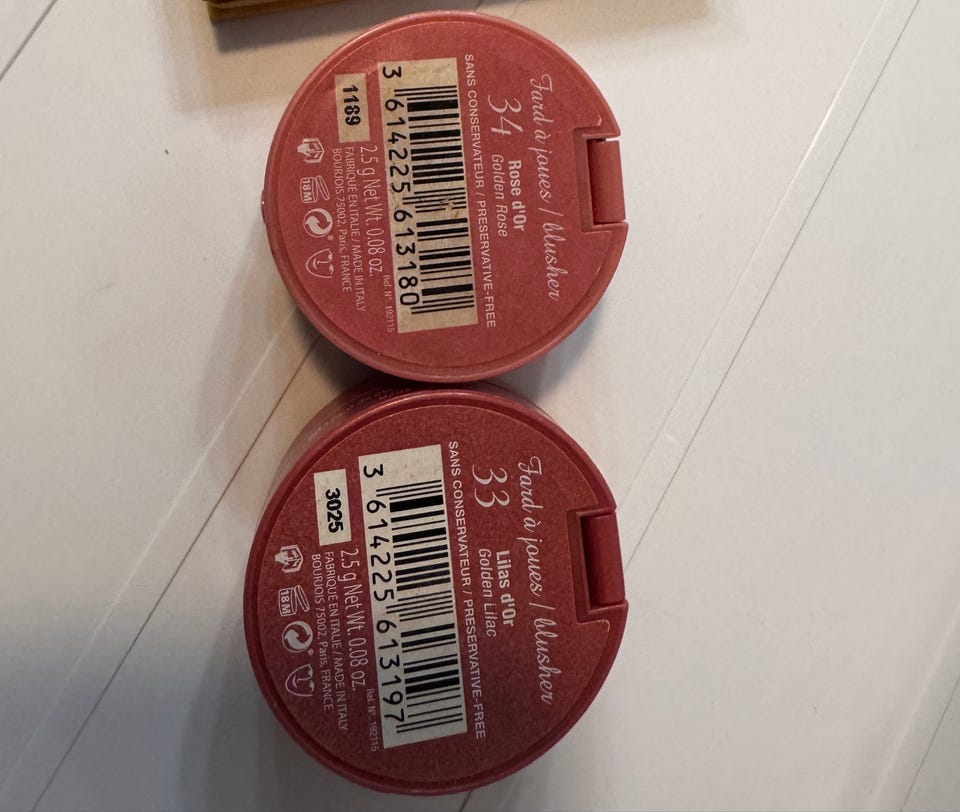 Fard à joues / blusher
34
Rose d'Or
Golden Rose
SANS CONSERVATEUR / PRESERVATIVE-FREE
3 614225 613180
Ref. N° 192115
1189
2.5 g Net Wt. 0.08 oz.
FABRIQUÉ EN ITALIE / MADE IN ITALY
BOURJOIS 75002, Paris, FRANCE
18M
Fard à joues / blusher
33
Lilas d'Or
Golden Lilac
SANS CONSERVATEUR / PRESERVATIVE-FREE
3 614225 613197
Ref. N° 192115
3025
2.5 g Net Wt. 0.08 oz.
FABRIQUÉ EN ITALIE / MADE IN ITALY
BOURJOIS 75002, Paris, FRANCE
18M